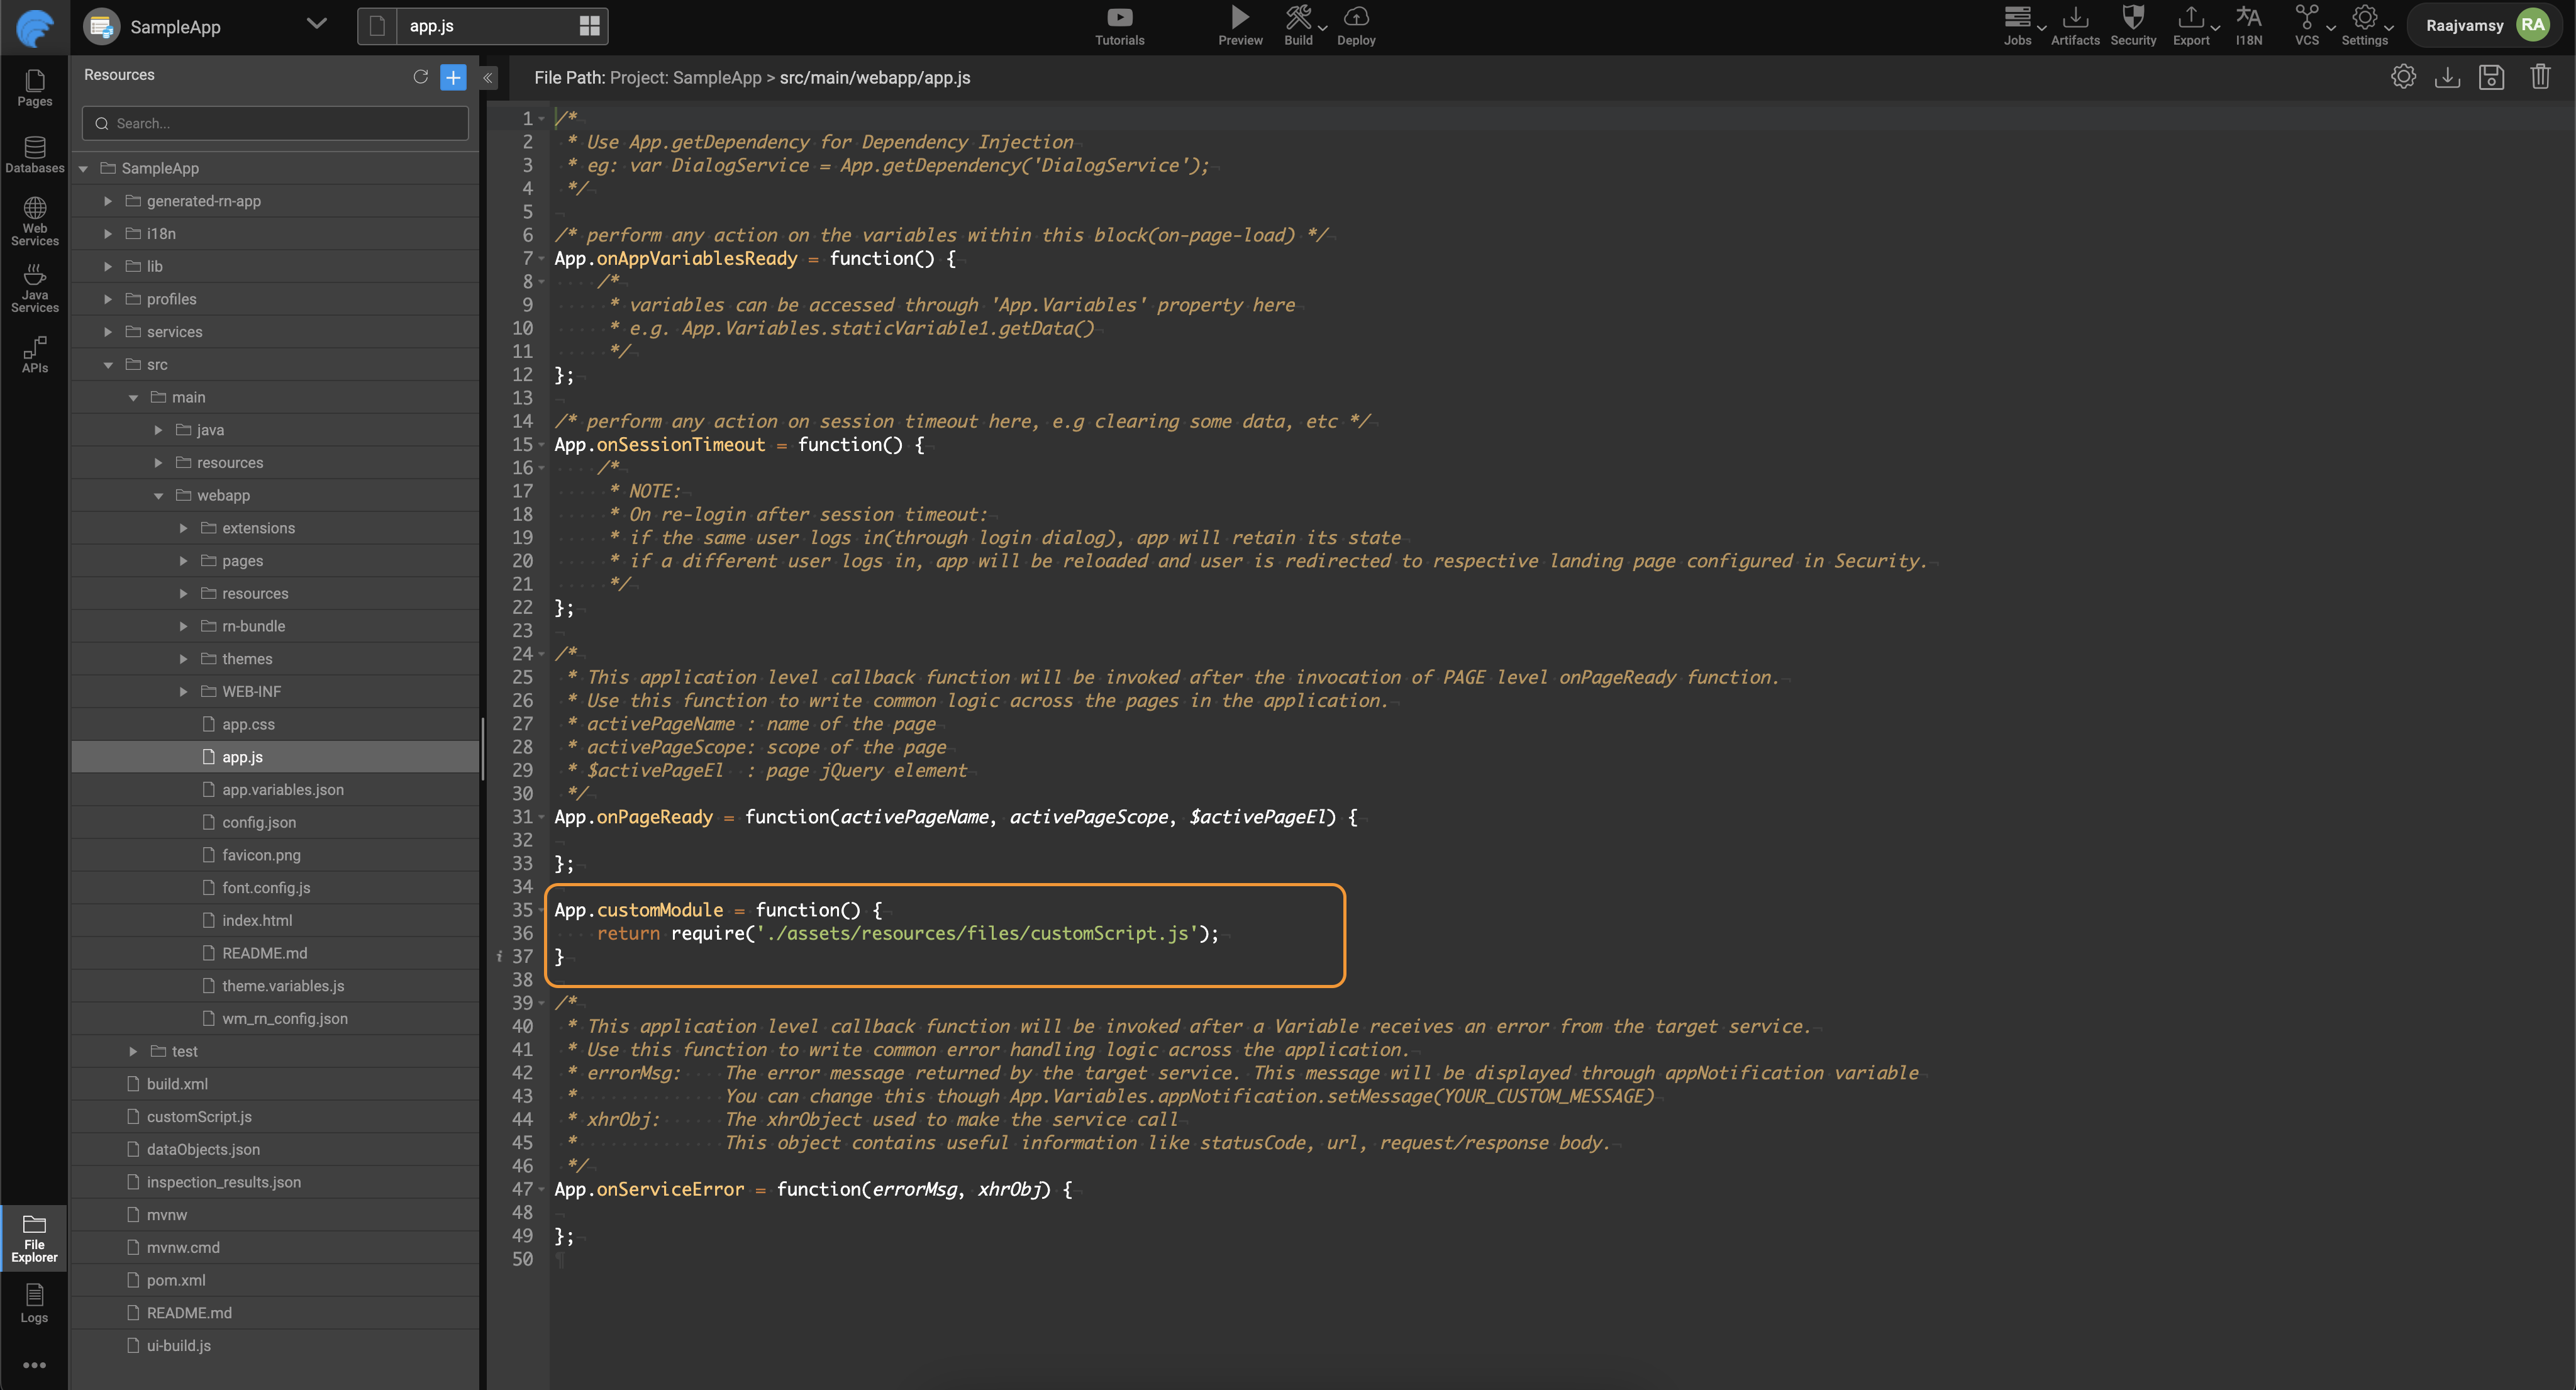 SampleApp
app.js
Tutorials
Preview
Build
Deploy
Jobs
Artifacts
Security
Export
I18N
VCS
Settings
Raajvamsy
RA
Pages
Databases
Web
Services
Java
Services
APIs
File
Explorer
Logs
Resources
Search...
SampleApp
generated-rn-app
i18n
lib
profiles
services
src
main
java
resources
webapp
extensions
pages
resources
rn-bundle
themes
WEB-INF
app.css
app.js
app.variables.json
config.json
favicon.png
font.config.js
index.html
README.md
theme.variables.js
wm_rn_config.json
test
build.xml
customScript.js
dataObjects.json
inspection_results.json
mvnw
mvnw.cmd
pom.xml
README.md
ui-build.js
File Path: Project: SampleApp > src/main/webapp/app.js
1 /*
2 * Use App.getDependency for Dependency Injection
3 * eg: var DialogService = App.getDependency('DialogService');
4 */
5
6 /* perform any action on the variables within this block(on-page-load) */
7 App.onAppVariablesReady = function() {
8 /*
9 * variables can be accessed through 'App.Variables' property here
10 * e.g. App.Variables.staticVariable1.getData()
11 */
12 };
13
14 /* perform any action on session timeout here, e.g clearing some data, etc */
15 App.onSessionTimeout = function() {
16 /*
17 * NOTE:
18 * On re-login after session timeout:
19 * if the same user logs in(through login dialog), app will retain its state
20 * if a different user logs in, app will be reloaded and user is redirected to respective landing page configured in Security.
21 */
22 };
23
24 /*
25 * This application level callback function will be invoked after the invocation of PAGE level onPageReady function.
26 * Use this function to write common logic across the pages in the application.
27 * activePageName : name of the page
28 * activePageScope: scope of the page
29 * $activePageEl : page jQuery element
30 */
31 App.onPageReady = function(activePageName, activePageScope, $activePageEl) {
32
33 };
34
35 App.customModule = function() {
36 return require('./assets/resources/files/customScript.js');
i 37 }
38
39 /*
40 * This application level callback function will be invoked after a Variable receives an error from the target service.
41 * Use this function to write common error handling logic across the application.
42 * errorMsg: The error message returned by the target service. This message will be displayed through appNotification variable
43 * You can change this though App.Variables.appNotification.setMessage(YOUR_CUSTOM_MESSAGE)
44 * xhrObj: The xhrObject used to make the service call
45 * This object contains useful information like statusCode, url, request/response body.
46 */
47 App.onServiceError = function(errorMsg, xhrObj) {
48
49 };
50